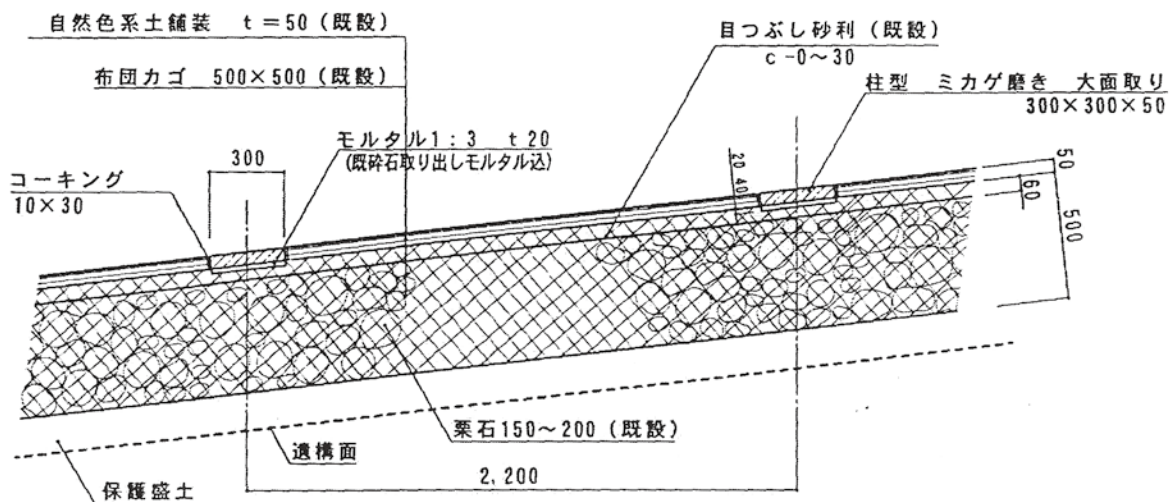 自然色系土舗装 t=50(既設)
目つぶし砂利(既設)
c-0~30
布団カゴ 500×500(既設)
柱型 ミカゲ磨き 大面取り
300×300×50
モルタル1:3 t20
(既砕石取り出しモルタル込)
300
コーキング
10×30
20 40
50
60
500
栗石150~200(既設)
遺構面
2,200
保護盛土